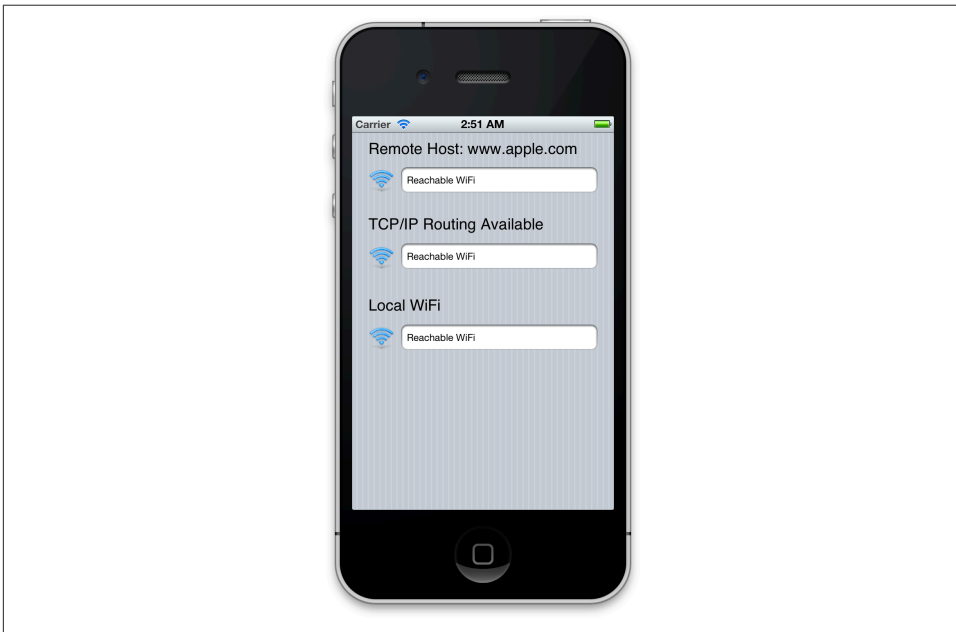 Carrier 2:51 AM
Remote Host: www.apple.com
Reachable WiFi
TCP/IP Routing Available
Reachable WiFi
Local WiFi
Reachable WiFi